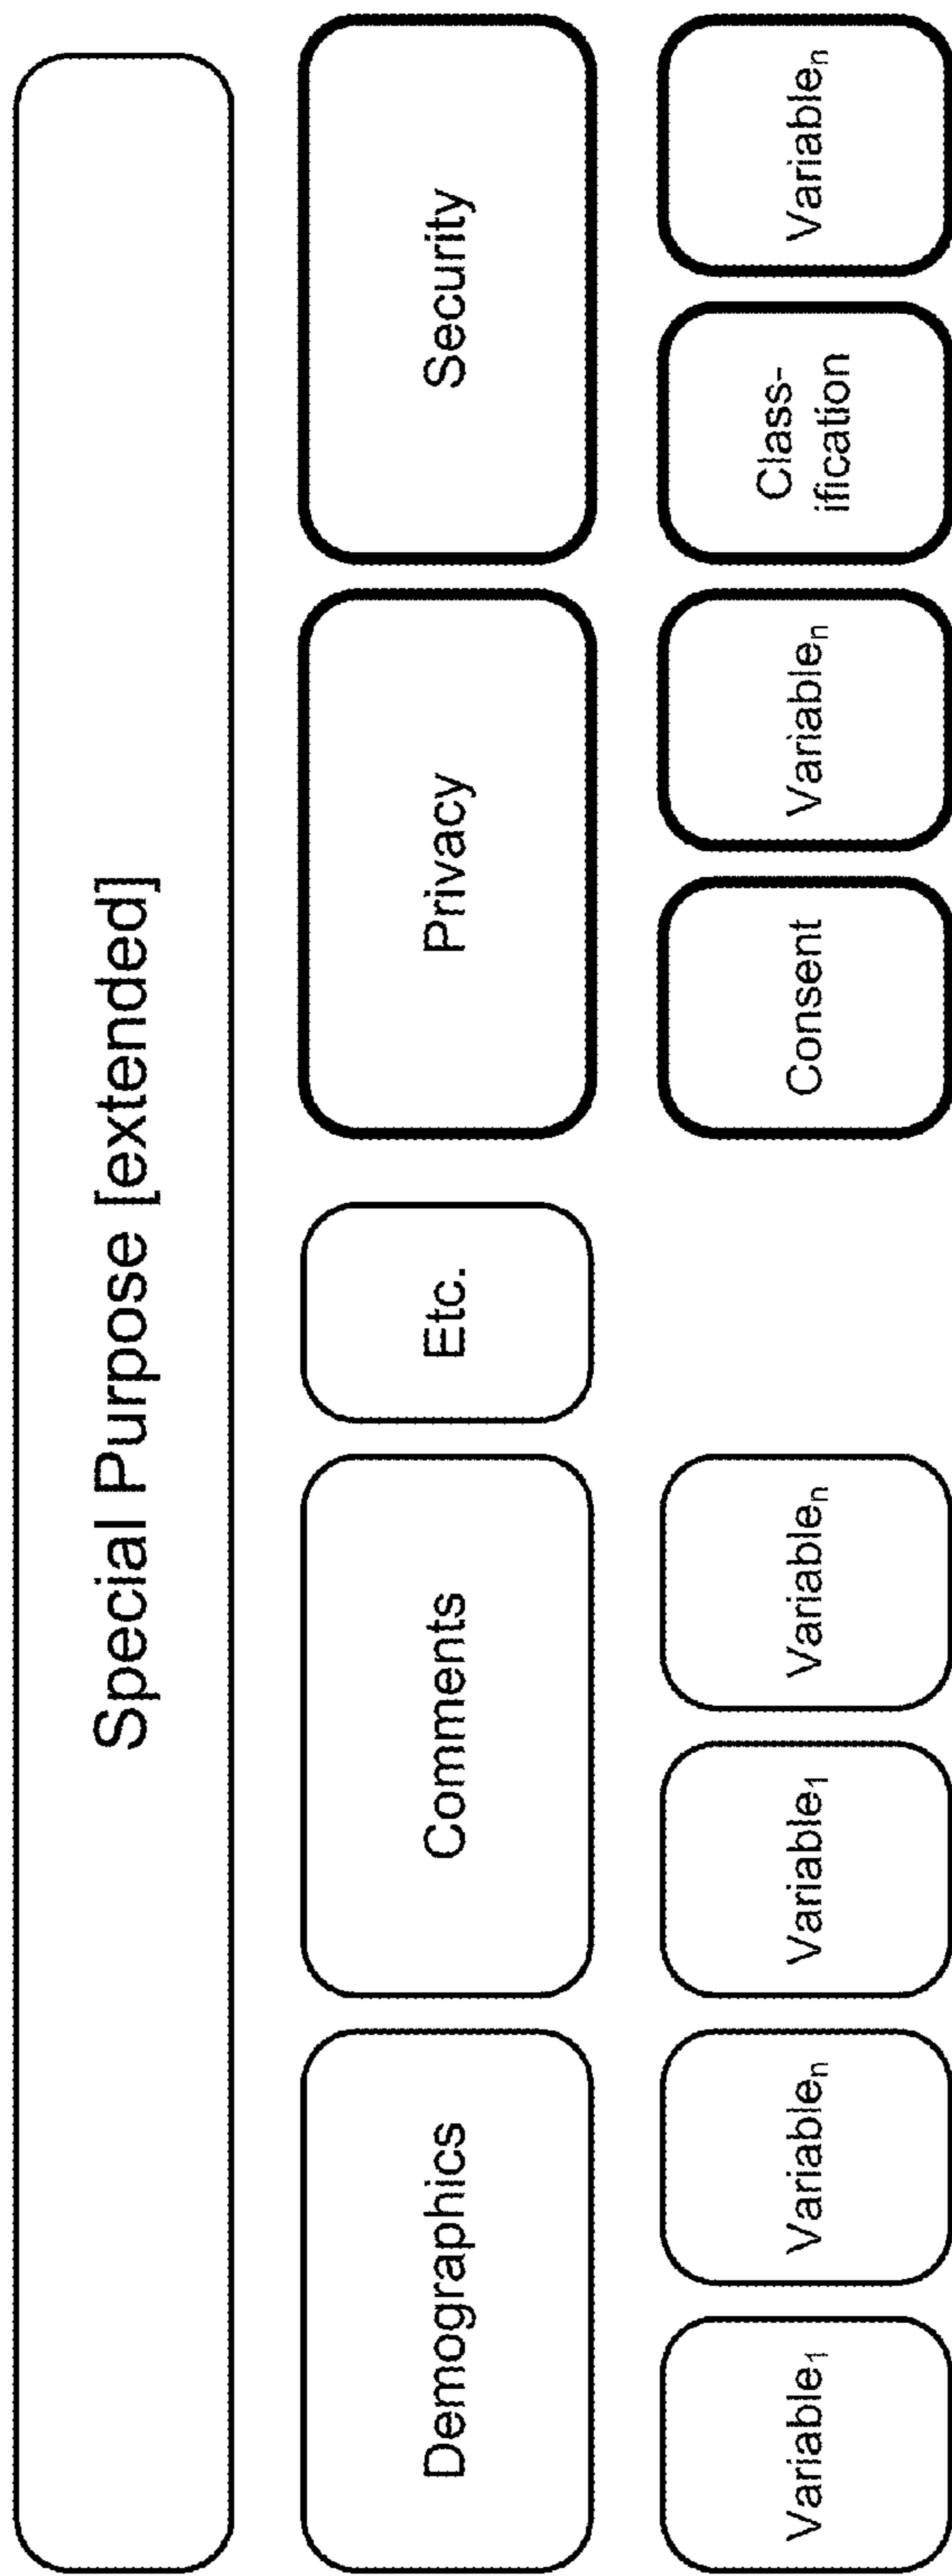 Special Purpose [extended]
Demographics
Comments
Etc.
Privacy
Security
Variable₁
Variableₙ
Variable₁
Variableₙ
Consent
Variableₙ
Class-
ification
Variableₙ